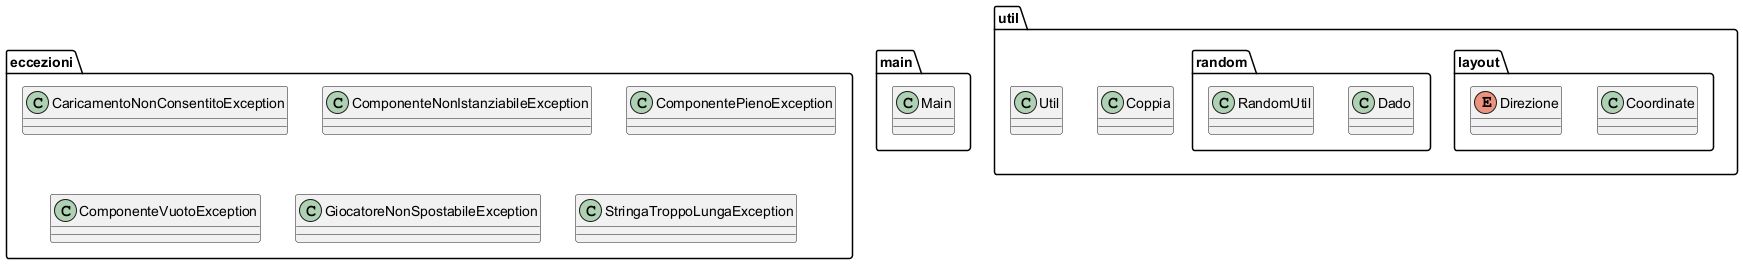 eccezioni
C CaricamentoNonConsentitoException
C ComponenteNonIstanziabileException
C ComponentePienoException
C ComponenteVuotoException
C GiocatoreNonSpostabileException
C StringaTroppoLungaException
main
C Main
util
C Util
C Coppia
random
C RandomUtil
C Dado
layout
E Direzione
C Coordinate